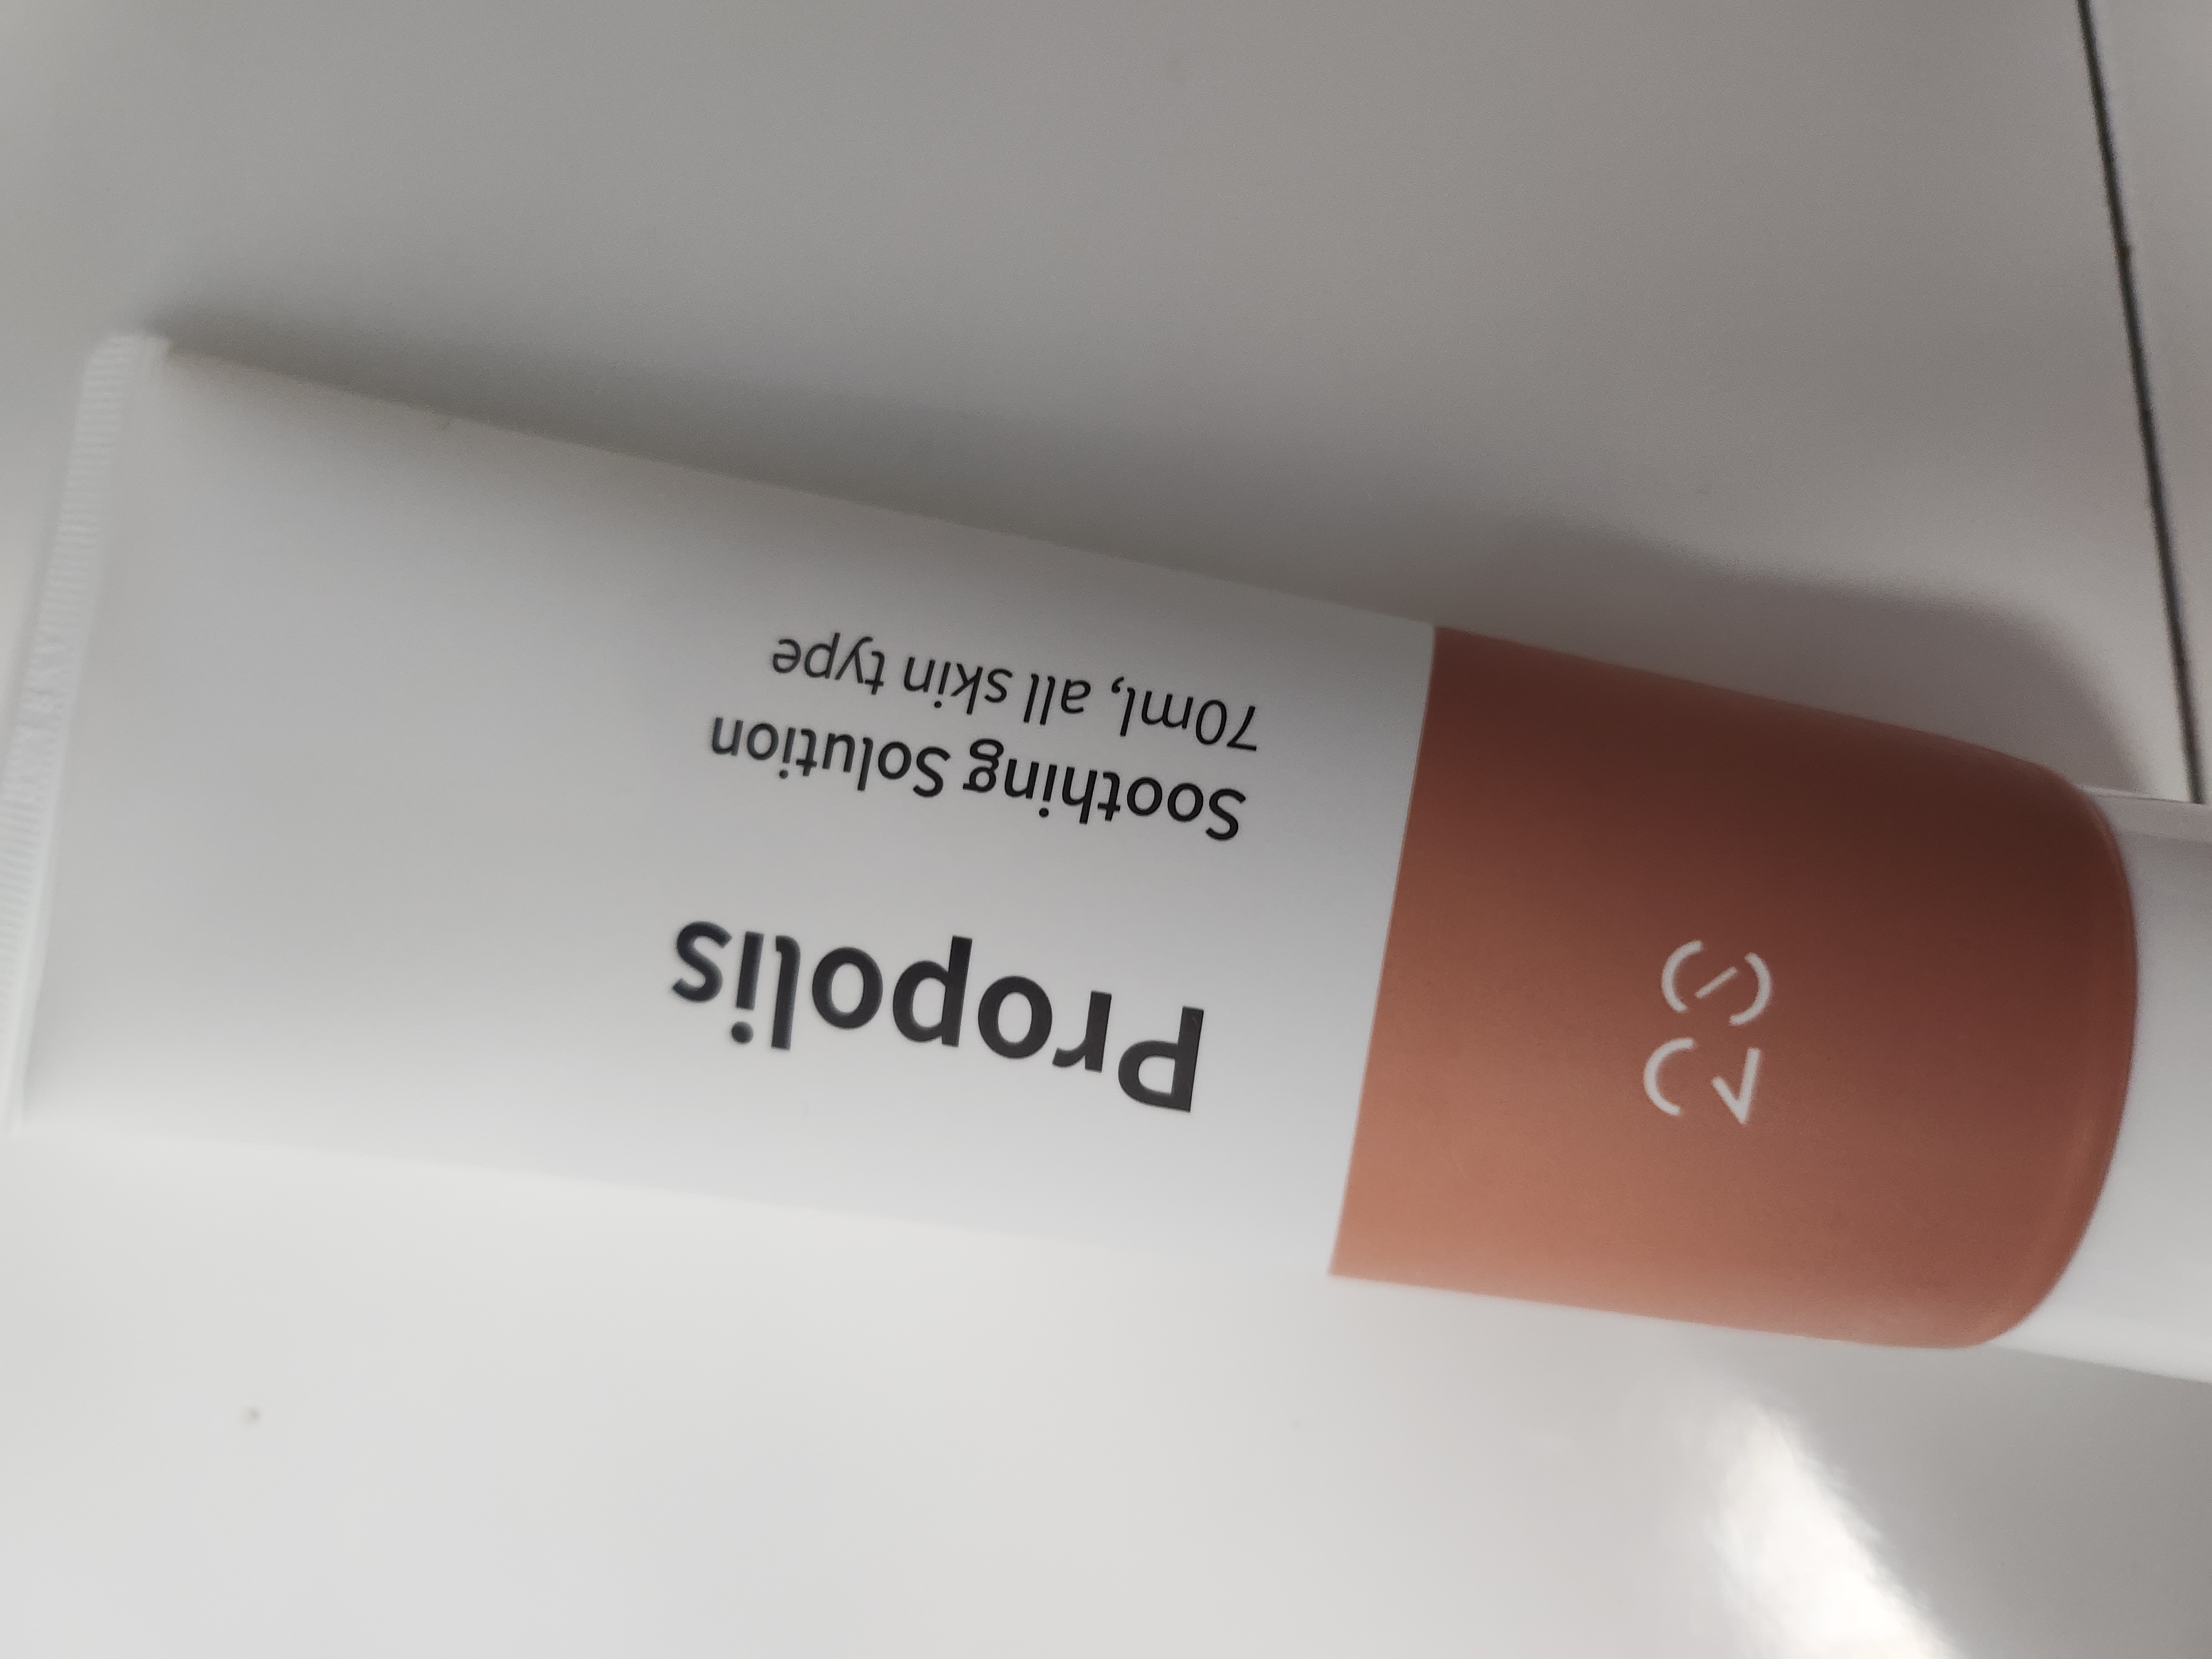 Propolis
Soothing Solution
70ml, all skin type